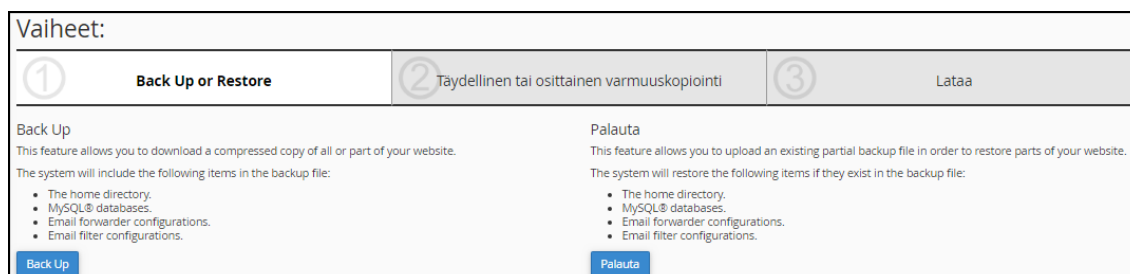 Vaiheet:
1 Back Up or Restore
2 Täydellinen tai osittainen varmuuskopiointi
3 Lataa
Back Up
This feature allows you to download a compressed copy of all or part of your website.
The system will include the following items in the backup file:
• The home directory.
• MySQL® databases.
• Email forwarder configurations.
• Email filter configurations.
Back Up
Palauta
This feature allows you to upload an existing partial backup file in order to restore parts of your website.
The system will restore the following items if they exist in the backup file:
• The home directory.
• MySQL® databases.
• Email forwarder configurations.
• Email filter configurations.
Palauta